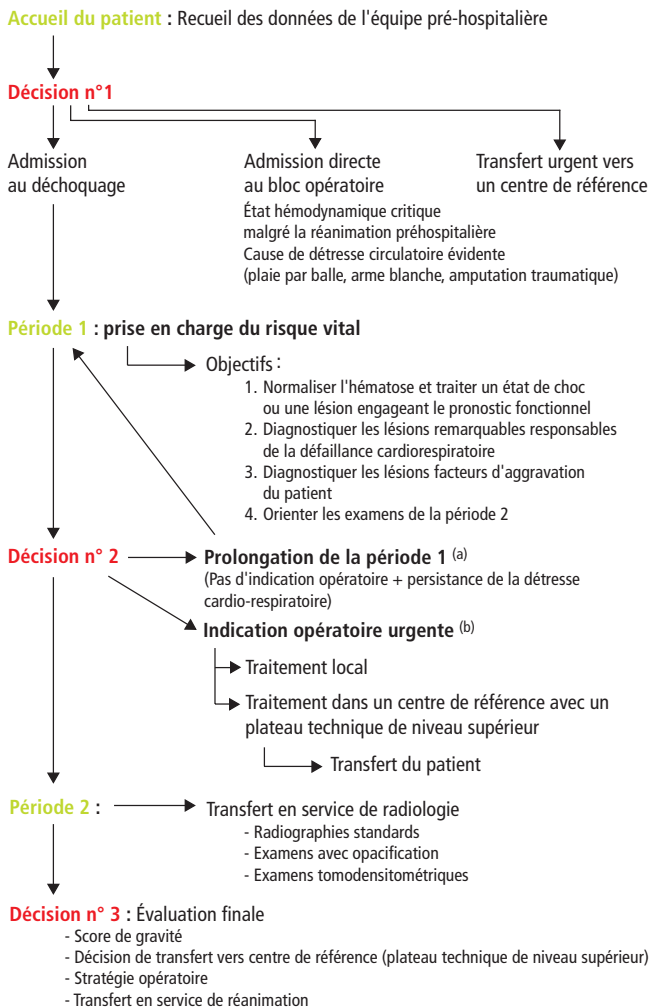 Accueil du patient : Recueil des données de l'équipe pré-hospitalière
Décision n°1
Admission
au déchoquage
Admission directe
au bloc opératoire
État hémodynamique critique
malgré la réanimation préhospitalière
Cause de détresse circulatoire évidente
(plaie par balle, arme blanche, amputation traumatique)
Transfert urgent vers
un centre de référence
Période 1 : prise en charge du risque vital
Objectifs :
1. Normaliser l'hématose et traiter un état de choc
ou une lésion engageant le pronostic fonctionnel
2. Diagnostiquer les lésions remarquables responsables
de la défaillance cardiorespiratoire
3. Diagnostiquer les lésions facteurs d'aggravation
du patient
4. Orienter les examens de la période 2
Décision n° 2
Prolongation de la période 1 (a)
(Pas d'indication opératoire + persistance de la détresse
cardio-respiratoire)
Indication opératoire urgente (b)
Traitement local
Traitement dans un centre de référence avec un
plateau technique de niveau supérieur
Transfert du patient
Période 2 :
Transfert en service de radiologie
- Radiographies standards
- Examens avec opacification
- Examens tomodensitométriques
Décision n° 3 : Évaluation finale
- Score de gravité
- Décision de transfert vers centre de référence (plateau technique de niveau supérieur)
- Stratégie opératoire
- Transfert en service de réanimation